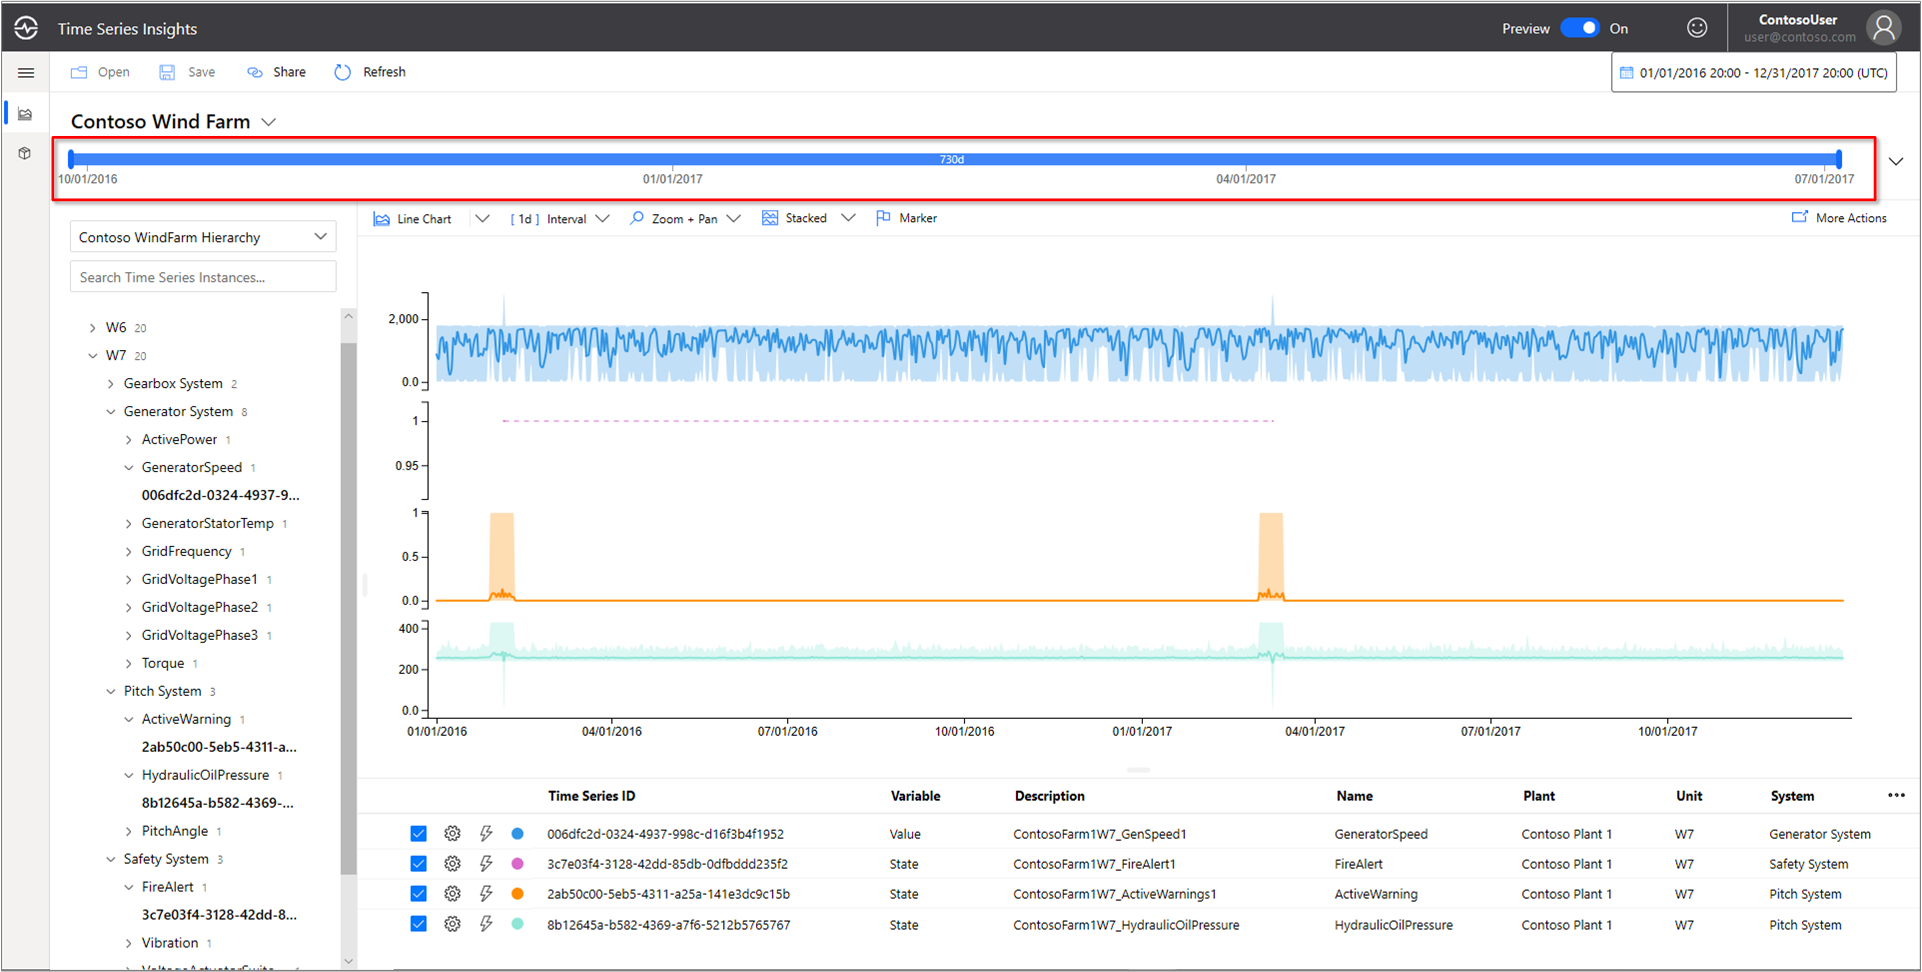 Time Series Insights
Preview On
ContosoUser
user@contoso.com
Open Save Share Refresh
01/01/2016 20:00 - 12/31/2017 20:00 (UTC)
Contoso Wind Farm
730d
10/01/2016 01/01/2017 04/01/2017 07/01/2017
Contoso WindFarm Hierarchy
Search Time Series Instances...
W6 20
W7 20
Gearbox System 2
Generator System 8
ActivePower 1
GeneratorSpeed 1
006dfc2d-0324-4937-9...
GeneratorStatorTemp 1
GridFrequency 1
GridVoltagePhase1 1
GridVoltagePhase2 1
GridVoltagePhase3 1
Torque 1
Pitch System 3
ActiveWarning 1
2ab50c00-5eb5-4311-a...
HydraulicOilPressure 1
8b12645a-b582-4369-...
PitchAngle 1
Safety System 3
FireAlert 1
3c7e03f4-3128-42dd-8...
Vibration 1
Line Chart [ 1d ] Interval Zoom + Pan Stacked Marker More Actions
2,000
0.0
1
0.95
1
0.5
0.0
400
200
0.0
01/01/2016 04/01/2016 07/01/2016 10/01/2016 01/01/2017 04/01/2017 07/01/2017 10/01/2017
Time Series ID Variable Description Name Plant Unit System ...
006dfc2d-0324-4937-998c-d16f3b4f1952 Value ContosoFarm1W7_GenSpeed1 GeneratorSpeed Contoso Plant 1 W7 Generator System
3c7e03f4-3128-42dd-85db-0dfbddd235f2 State ContosoFarm1W7_FireAlert1 FireAlert Contoso Plant 1 W7 Safety System
2ab50c00-5eb5-4311-a25a-141e3dc9c15b State ContosoFarm1W7_ActiveWarnings1 ActiveWarning Contoso Plant 1 W7 Pitch System
8b12645a-b582-4369-a7f6-5212b5765767 State ContosoFarm1W7_HydraulicOilPressure HydraulicOilPressure Contoso Plant 1 W7 Pitch System